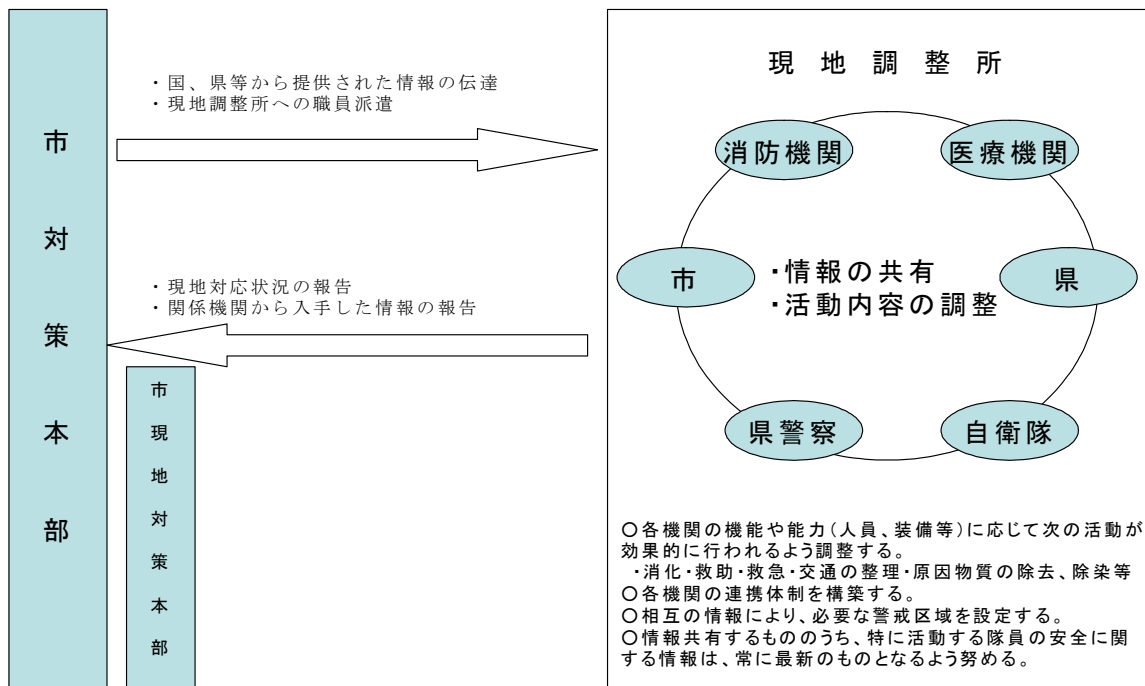 市対策本部
・国、県等から提供された情報の伝達
・現地調整所への職員派遣
・現地対応状況の報告
・関係機関から入手した情報の報告
市現地対策本部
現地調整所
消防機関
医療機関
市
・情報の共有
・活動内容の調整
県
県警察
自衛隊
○各機関の機能や能力(人員、装備等)に応じて次の活動が
効果的に行われるよう調整する。
・消化・救助・救急・交通の整理・原因物質の除去、除染等
○各機関の連携体制を構築する。
○相互の情報により、必要な警戒区域を設定する。
○情報共有するもののうち、特に活動する隊員の安全に関
する情報は、常に最新のものとなるよう努める。